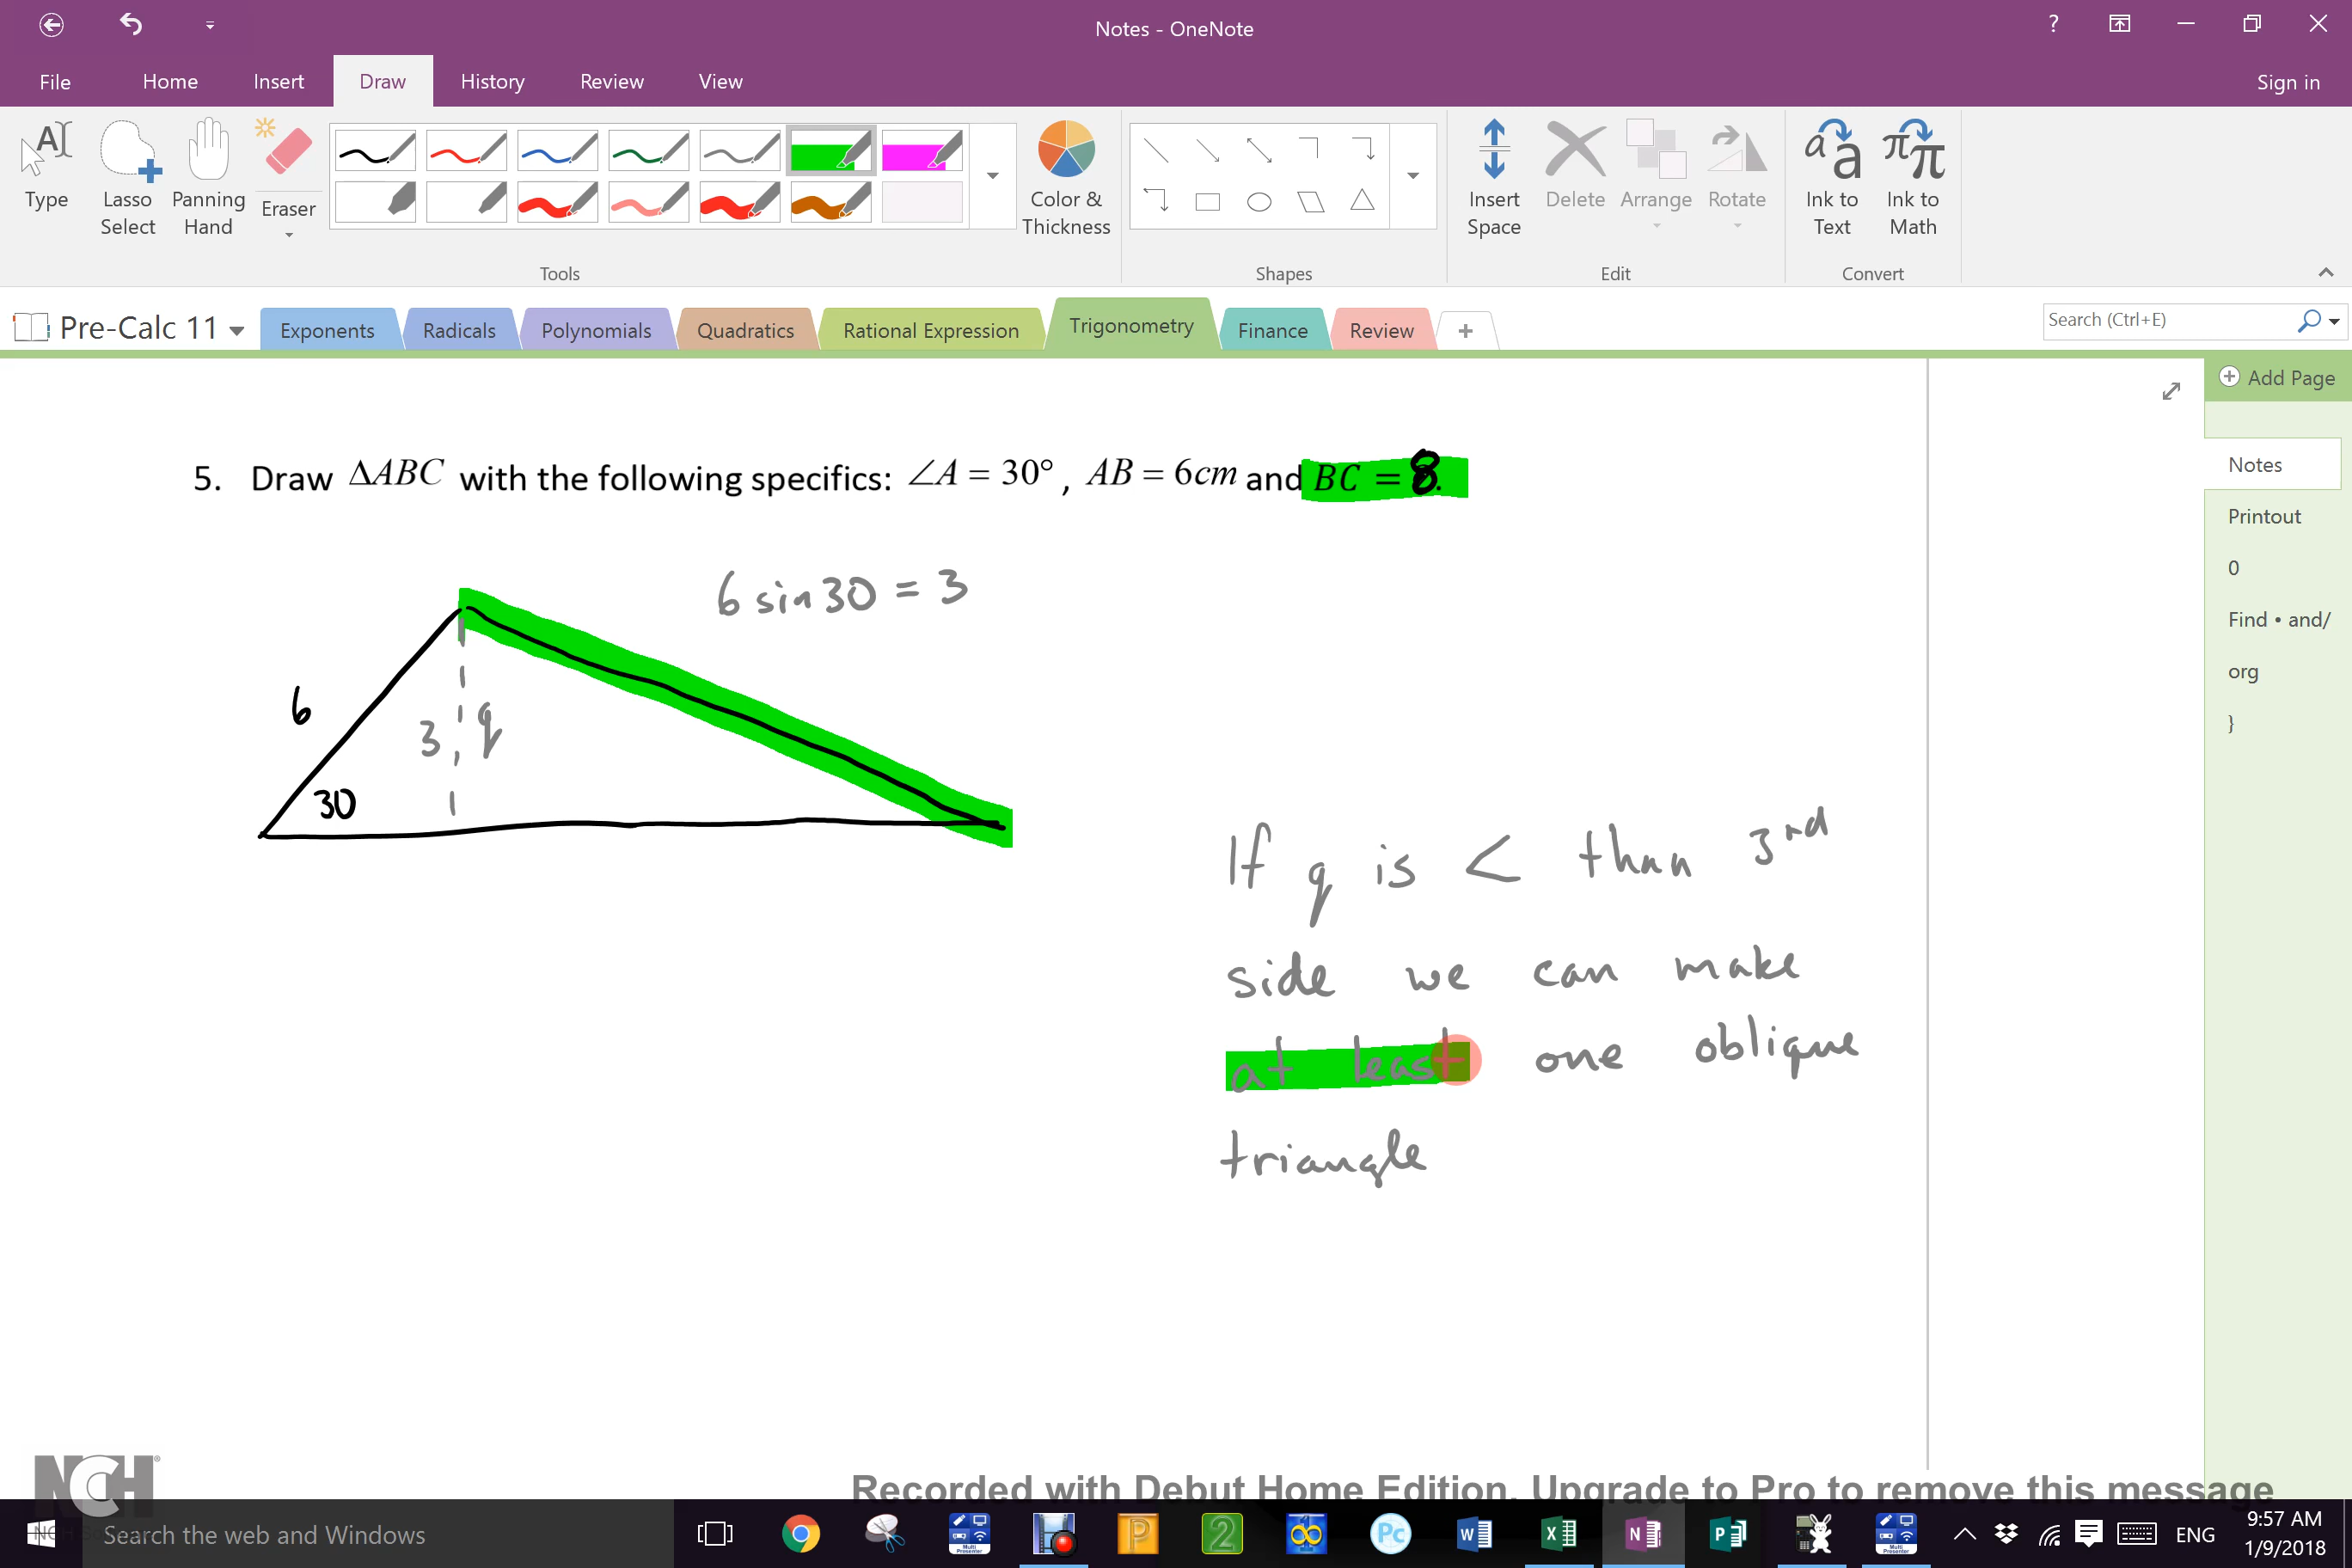 Notes - OneNote
?
File Home Insert Draw History Review View Sign in
Type
Lasso Select
Panning Hand
Eraser
Color & Thickness
Insert Space
Delete
Arrange
Rotate
Ink to Text
Ink to Math
Tools
Shapes
Edit
Convert
Pre-Calc 11 Exponents Radicals Polynomials Quadratics Rational Expression Trigonometry Finance Review +
Search (Ctrl+E)
Add Page
Notes
Printout
0
Find • and/
org
}
5. Draw ΔABC with the following specifics: ∠A = 30°, AB = 6cm and BC = 8.
6 sin 30 = 3
6
3, q
30
If q is < than 3rd
side we can make
at least one oblique
triangle
NCH
Recorded with Debut Home Edition. Upgrade to Pro to remove this message
Search the web and Windows
ENG
9:57 AM
1/9/2018